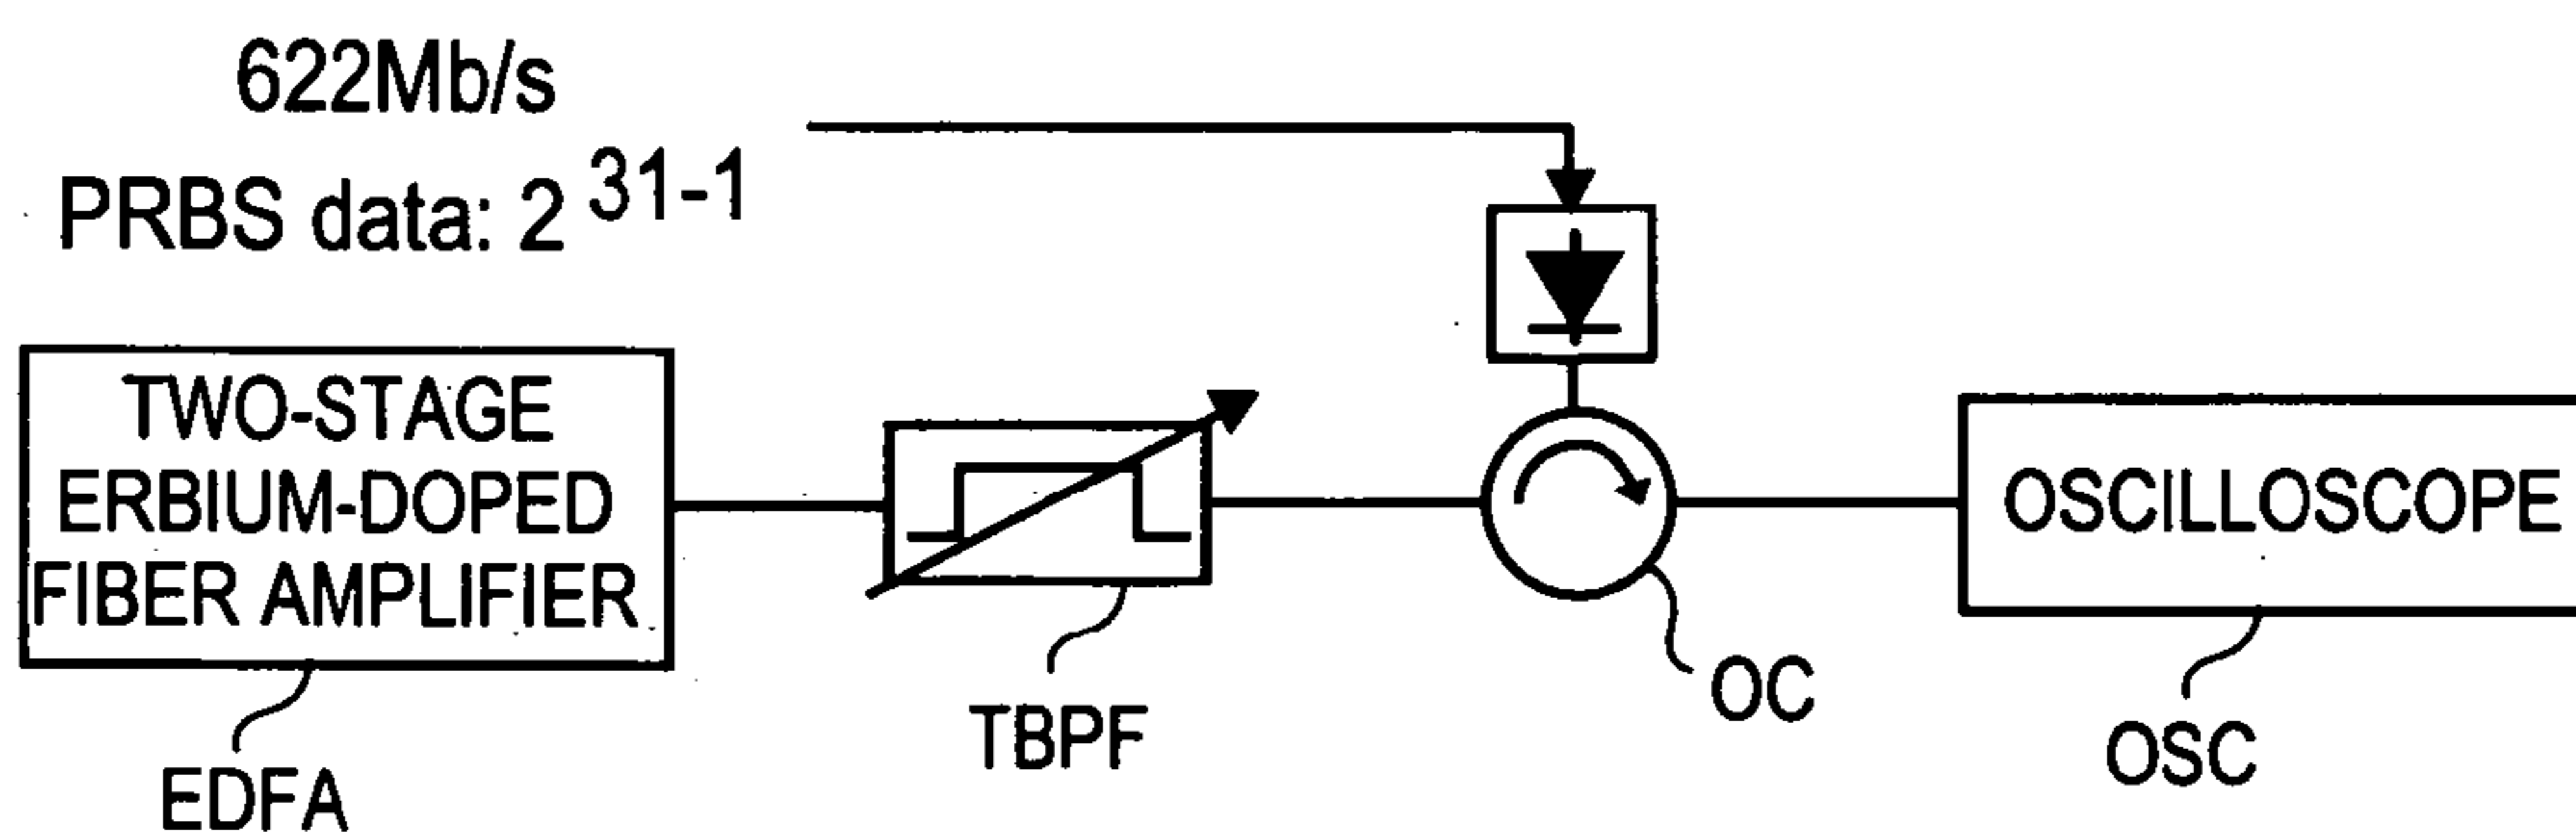 622Mb/s
PRBS data: 2 31-1
TWO-STAGE
ERBIUM-DOPED
FIBER AMPLIFIER
OSCILLOSCOPE
EDFA
TBPF
OC
OSC